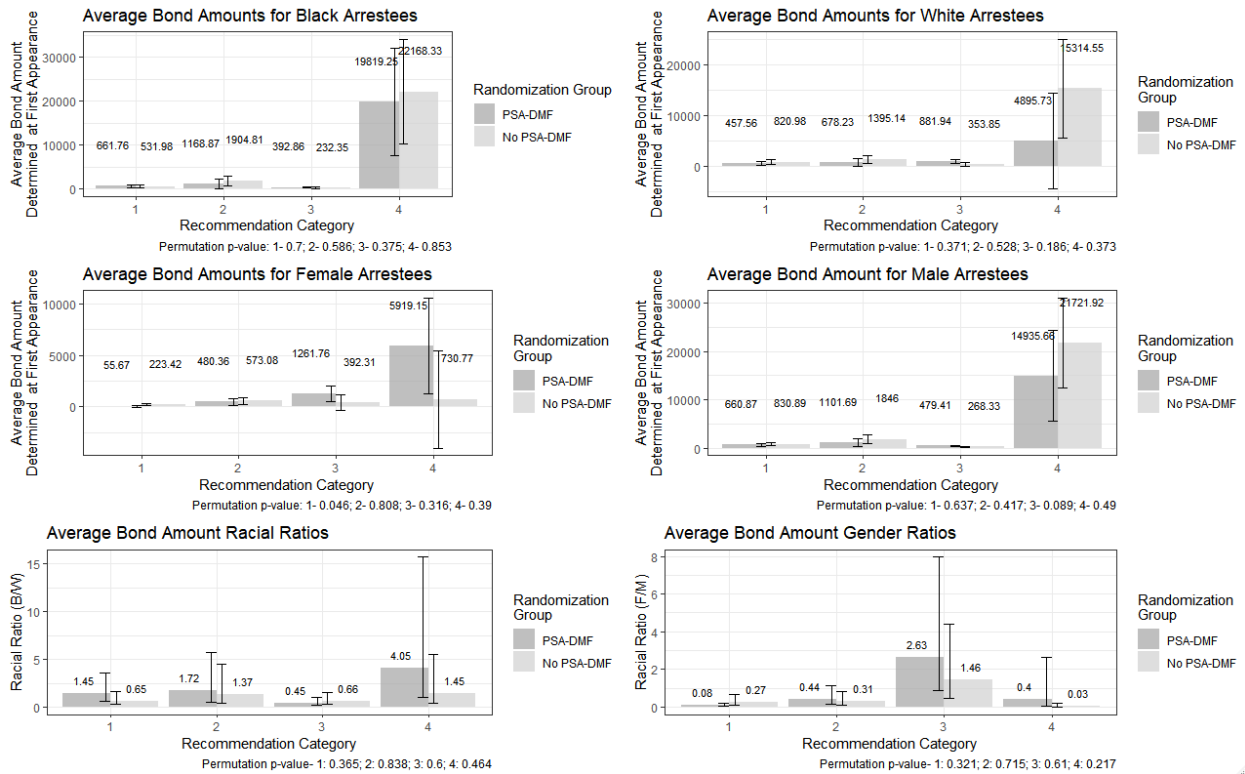 Average Bond Amounts for Black Arrestees
Average Bond Amount
Determined at First Appearance
30000
20000
10000
0
661.76
531.98
1168.87
1904.81
392.86
232.35
19819.25
22168.33
1
2
3
4
Recommendation Category
Permutation p-value: 1- 0.7; 2- 0.586; 3- 0.375; 4- 0.853
Randomization Group
PSA-DMF
No PSA-DMF
Average Bond Amounts for White Arrestees
Average Bond Amount
Determined at First Appearance
20000
10000
0
457.56
820.98
678.23
1395.14
881.94
353.85
4895.73
15314.55
1
2
3
4
Recommendation Category
Permutation p-value: 1- 0.371; 2- 0.528; 3- 0.186; 4- 0.373
Randomization
Group
PSA-DMF
No PSA-DMF
Average Bond Amounts for Female Arrestees
Average Bond Amount
Determined at First Appearance
10000
5000
0
55.67
223.42
480.36
573.08
1261.76
392.31
5919.15
730.77
1
2
3
4
Recommendation Category
Permutation p-value: 1- 0.046; 2- 0.808; 3- 0.316; 4- 0.39
Randomization
Group
PSA-DMF
No PSA-DMF
Average Bond Amount for Male Arrestees
Average Bond Amount
Determined at First Appearance
30000
20000
10000
0
660.87
830.89
1101.69
1846
479.41
268.33
14935.66
21721.92
1
2
3
4
Recommendation Category
Permutation p-value: 1- 0.637; 2- 0.417; 3- 0.089; 4- 0.49
Randomization
Group
PSA-DMF
No PSA-DMF
Average Bond Amount Racial Ratios
Racial Ratio (B/W)
15
10
5
0
1.45
0.65
1.72
1.37
0.45
0.66
4.05
1.45
1
2
3
4
Recommendation Category
Permutation p-value- 1: 0.365; 2: 0.838; 3: 0.6; 4: 0.464
Randomization
Group
PSA-DMF
No PSA-DMF
Average Bond Amount Gender Ratios
Racial Ratio (F/M)
8
6
4
2
0
0.08
0.27
0.44
0.31
2.63
1.46
0.4
0.03
1
2
3
4
Recommendation Category
Permutation p-value- 1: 0.321; 2: 0.715; 3: 0.61; 4: 0.217
Randomization
Group
PSA-DMF
No PSA-DMF